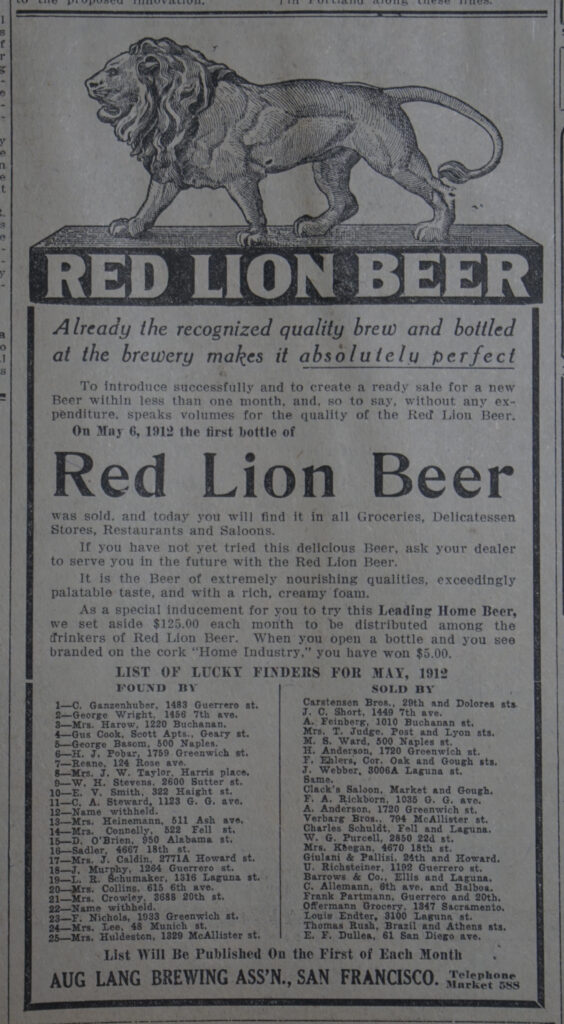 to the proposed innovation.
in Portland along these lines.
RED LION BEER
Already the recognized quality brew and bottled
at the brewery makes it absolutely perfect
To introduce successfully and to create a ready sale for a new
Beer within less than one month, and, so to say, without any ex-
penditure, speaks volumes for the quality of the Red Lion Beer.
On May 6, 1912 the first bottle of
Red Lion Beer
was sold, and today you will find it in all Groceries, Delicatessen
Stores, Restaurants and Saloons.
If you have not yet tried this delicious Beer, ask your dealer
to serve you in the future with the Red Lion Beer.
It is the Beer of extremely nourishing qualities, exceedingly
palatable taste, and with a rich, creamy foam.
As a special inducement for you to try this Leading Home Beer,
we set aside $125.00 each month to be distributed among the
drinkers of Red Lion Beer. When you open a bottle and you see
branded on the cork "Home Industry," you have won $5.00.
LIST OF LUCKY FINDERS FOR MAY, 1912
FOUND BY
1—C. Ganzenhuber, 1483 Guerrero st.
2—George Wright, 1456 7th ave.
3—Mrs. Harow, 1220 Buchanan.
4—Gus Cook, Scott Apts., Geary st.
5—George Basom, 500 Naples.
6—H. J. Pobar, 1759 Greenwich st.
7—Reane, 124 Rose ave.
8—Mrs. J. W. Taylor, Harris place.
9—W. H. Stevens, 2600 Sutter st.
10—E. V. Smith, 322 Haight st.
11—C. A. Steward, 1123 G. G. ave.
12—Name withheld.
13—Mrs. Heinemann, 511 Ash ave.
14—Mrs. Connelly, 522 Fell st.
15—D. O'Brien, 950 Alabama st.
16—Sadler, 4667 18th st.
17—Mrs. J. Caldin, 2771A Howard st.
18—J. Murphy, 1264 Guerrero st.
19—L. R. Schumaker, 1316 Laguna st.
20—Mrs. Collins, 615 6th ave.
21—Mrs. Crowley, 3688 20th st.
22—Name withheld.
23—F. Nichols, 1933 Greenwich st.
24—Mrs. Lee, 48 Munich st.
25—Mrs. Huldeston, 1329 McAllister st.
SOLD BY
Carstensen Bros., 29th and Dolores sts.
J. C. Short, 1449 7th ave.
A. Feinberg, 1010 Buchanan st.
Mrs. T. Judge, Post and Lyon sts.
M. S. Ward, 500 Naples st.
H. Anderson, 1720 Greenwich st.
F. Ehlers, Cor. Oak and Gough sts.
J. Webber, 3006A Laguna st.
Same.
Clack's Saloon, Market and Gough.
F. A. Rickborn, 1035 G. G. ave.
A. Anderson, 1720 Greenwich st.
Verbarg Bros., 794 McAllister st.
Charles Schuldt, Fell and Laguna.
W. G. Purcell, 2850 22d st.
Mrs. Keegan, 4670 18th st.
Giulani & Pallisi, 24th and Howard.
U. Richsteiner, 1192 Guerrero st.
Barrows & Co., Ellis and Laguna.
C. Allemann, 6th ave. and Balboa.
Frank Partmann, Guerrero and 20th.
Offermann Grocery, 1347 Sacramento.
Louis Endter, 3100 Laguna st.
Thomas Rush, Brazil and Athens sts.
E. F. Dullea, 61 San Diego ave.
List Will Be Published On the First of Each Month
AUG LANG BREWING ASS'N., SAN FRANCISCO. Telephone Market 588